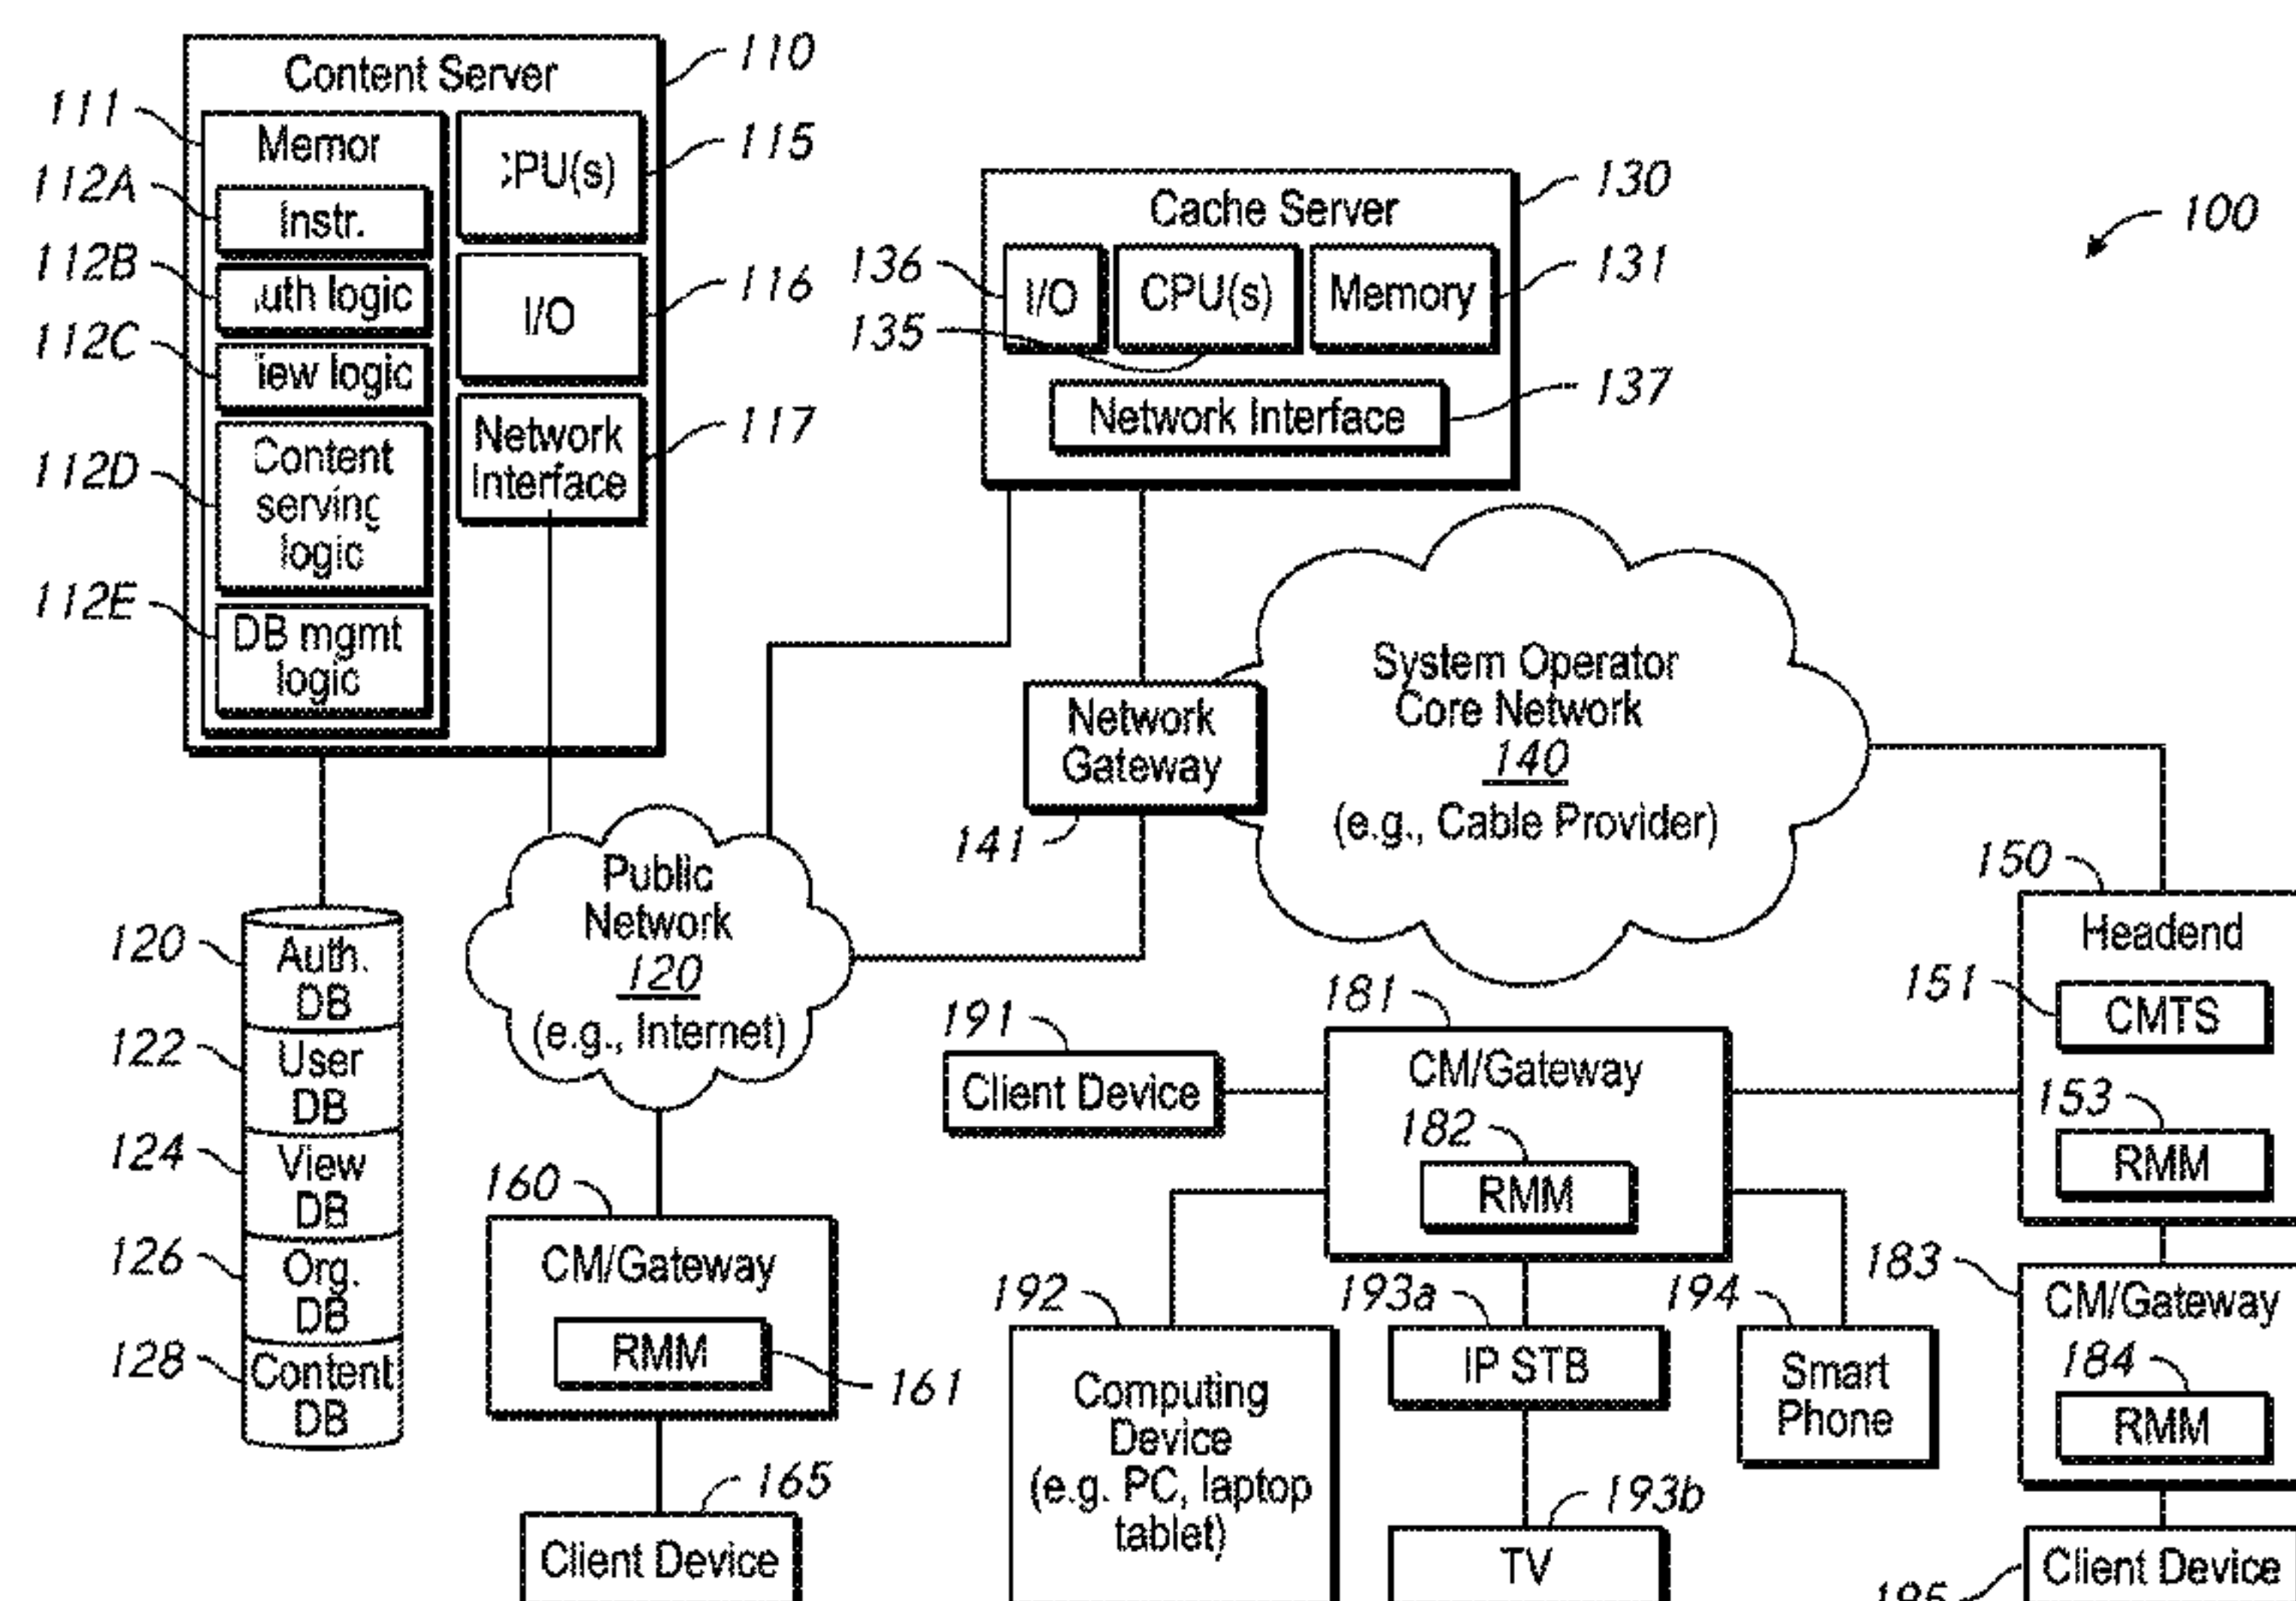 Content Server
110
111
Memor
CPU(s)
115
112A
Instr.
112B
uth logic
I/O
116
112C
iew logic
112D
Content
serving
logic
Network
Interface
117
112E
DB mgmt
logic
Cache Server
130
136
I/O
CPU(s)
Memory
131
135
Network Interface
137
100
System Operator
Core Network
140
(e.g., Cable Provider)
Network
Gateway
141
Public
Network
120
(e.g., Internet)
120
Auth.
DB
122
User
DB
124
View
DB
126
Org.
DB
128
Content
DB
150
Headend
151
CMTS
153
RMM
191
Client Device
181
CM/Gateway
182
RMM
160
CM/Gateway
RMM
161
165
Client Device
192
Computing
Device
(e.g. PC, laptop
tablet)
193a
IP STB
193b
TV
194
Smart
Phone
183
CM/Gateway
184
RMM
Client Device
195